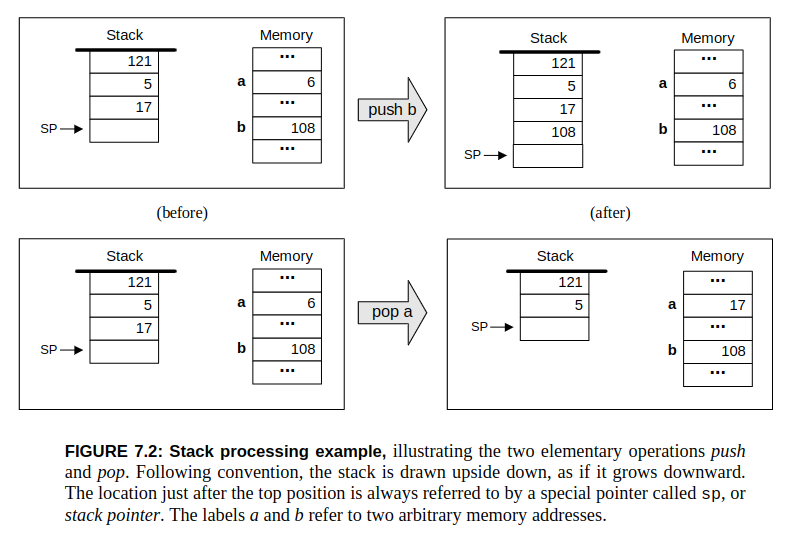 Stack Memory
121 ...
5 a 6
17 ...
SP b 108
...
push b
Stack Memory
121 ...
5 a 6
17 ...
108 b 108
SP ...
(before) (after)
Stack Memory
121 ...
5 a 6
17 ...
SP b 108
...
pop a
Stack Memory
121 ...
5 a 17
SP ...
b 108
...
FIGURE 7.2: Stack processing example, illustrating the two elementary operations push
and pop. Following convention, the stack is drawn upside down, as if it grows downward.
The location just after the top position is always referred to by a special pointer called sp, or
stack pointer. The labels a and b refer to two arbitrary memory addresses.